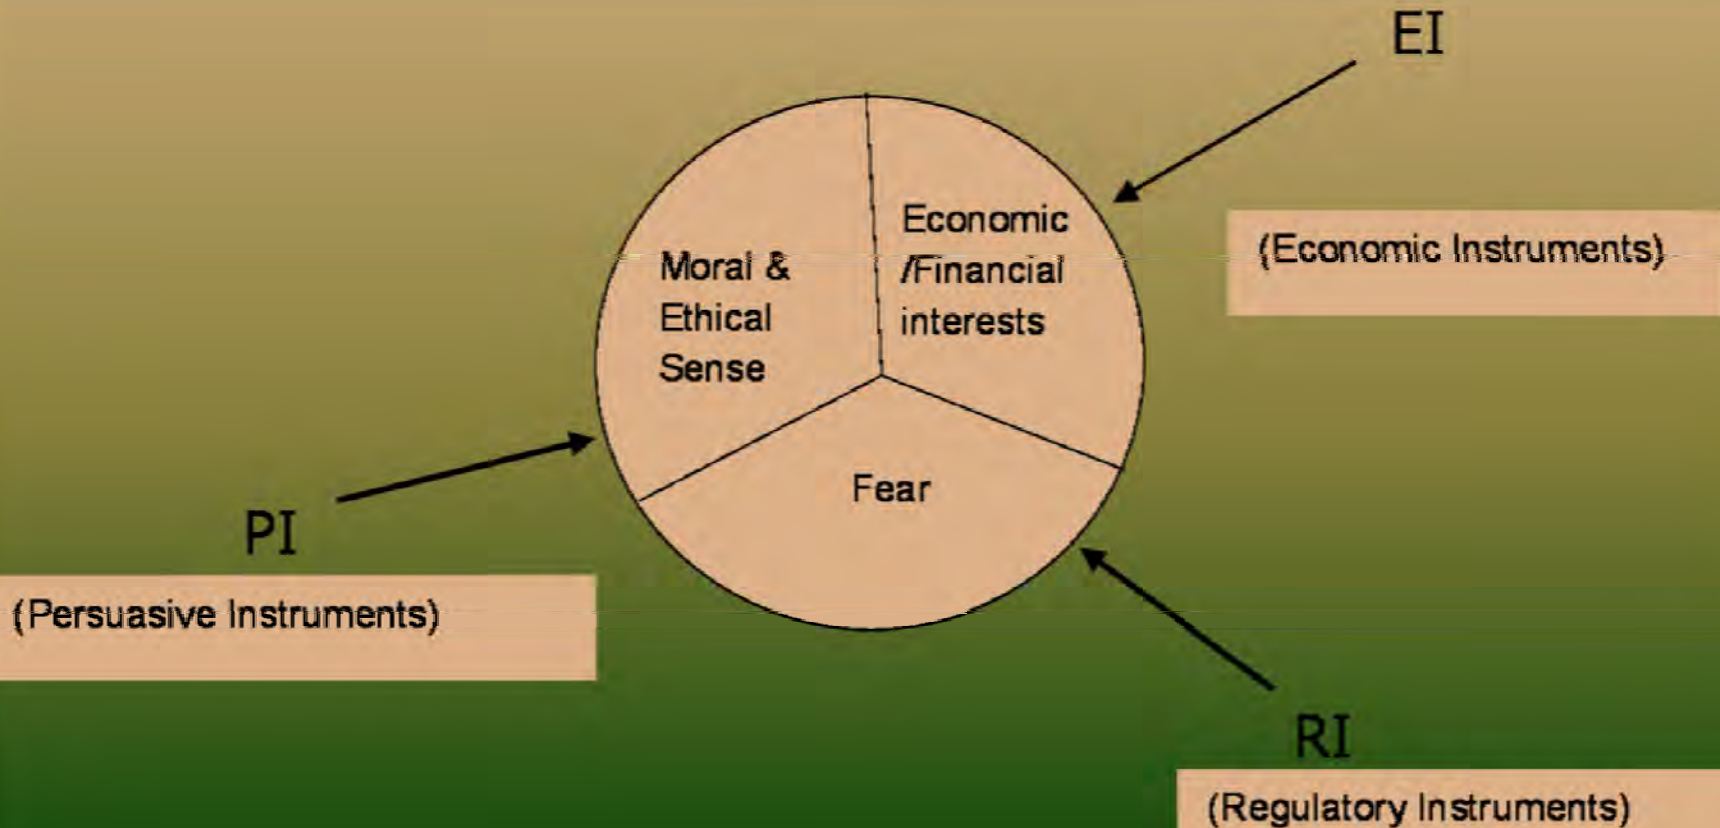 EI
(Economic Instruments)
Economic
/Financial
interests
Moral &
Ethical
Sense
Fear
PI
(Persuasive Instruments)
RI
(Regulatory Instruments)